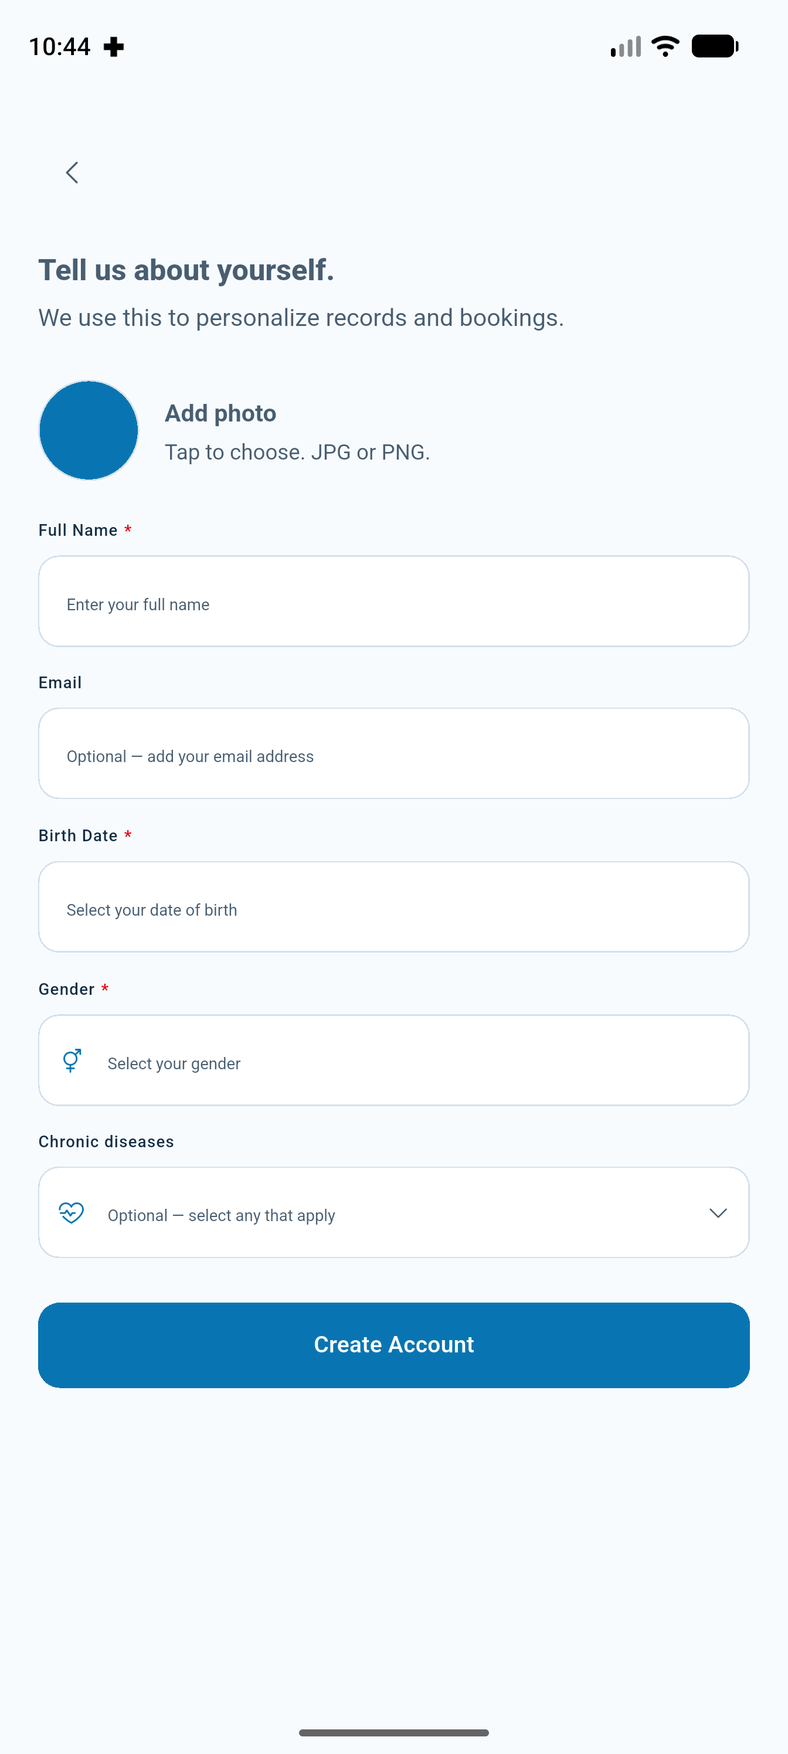 10:44
Tell us about yourself.
We use this to personalize records and bookings.
Add photo
Tap to choose. JPG or PNG.
Full Name *
Enter your full name
Email
Optional — add your email address
Birth Date *
Select your date of birth
Gender *
Select your gender
Chronic diseases
Optional — select any that apply
Create Account